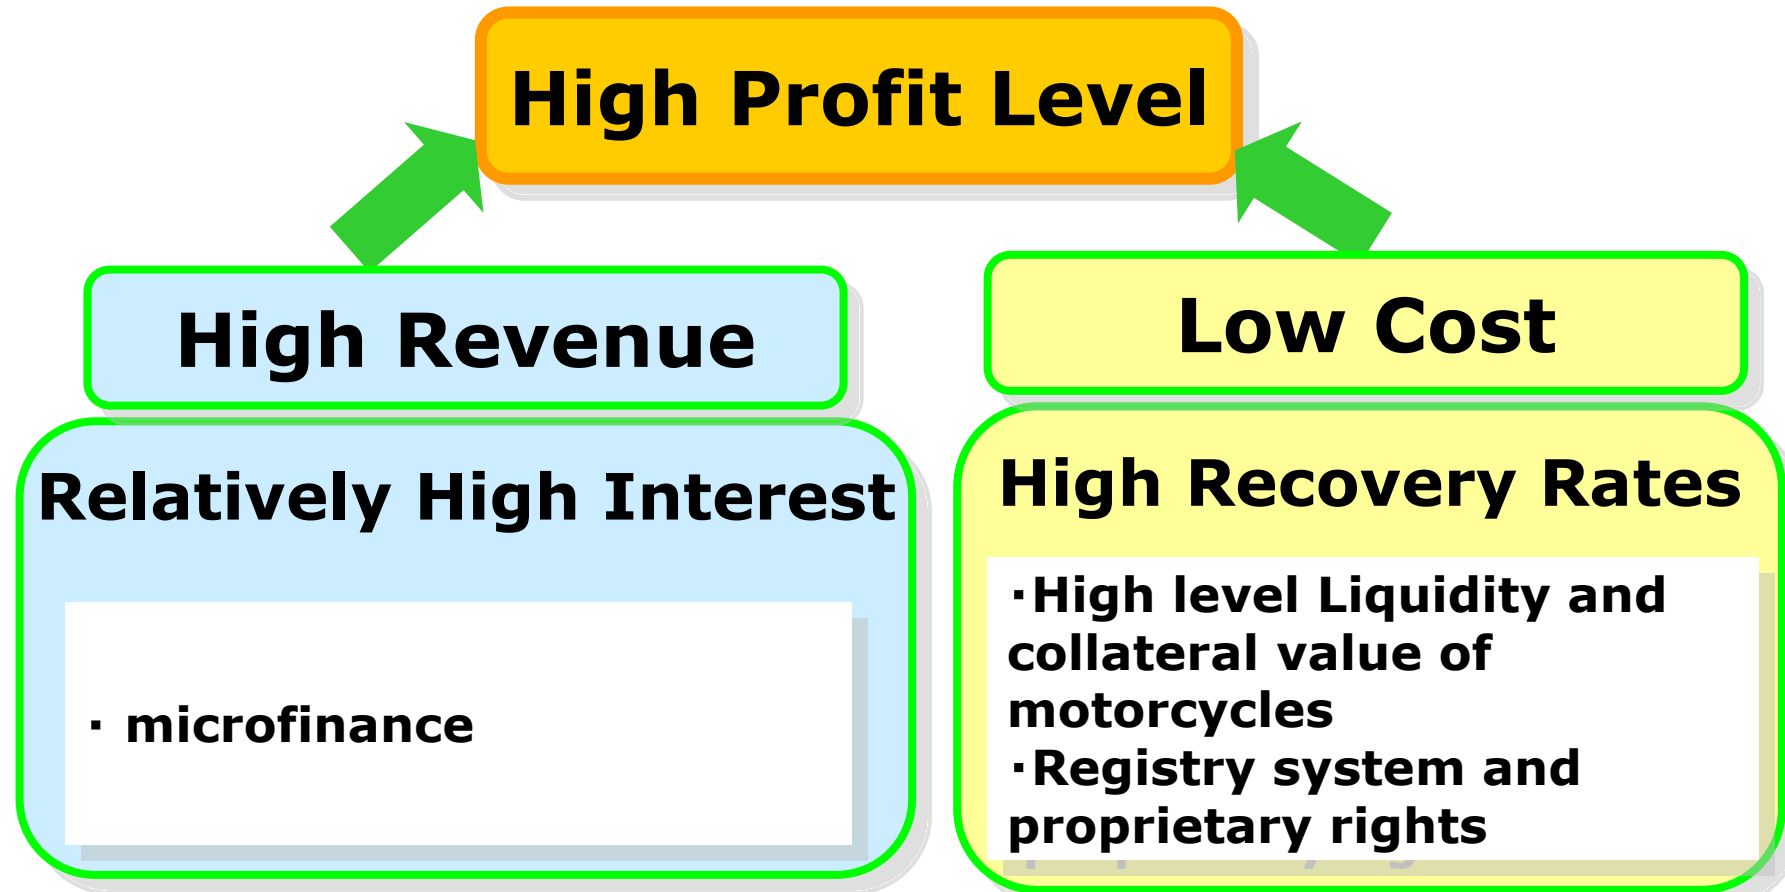 High Profit Level
High Revenue
Low Cost
Relatively High Interest
· microfinance
High Recovery Rates
·High level Liquidity and
collateral value of
motorcycles
·Registry system and
proprietary rights